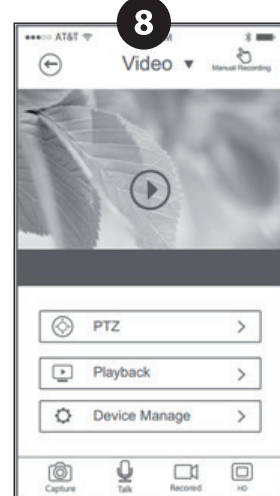 8
AT&T M
Video
Manual Recording
PTZ
Playback
Device Manage
Capture Talk Recored HD